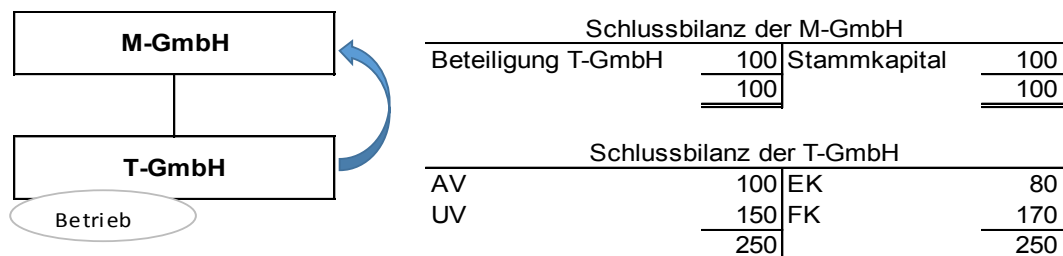 M-GmbH
T-GmbH
Betrieb
Schlussbilanz der M-GmbH
Beteiligung T-GmbH 100 Stammkapital 100
100 100
Schlussbilanz der T-GmbH
AV 100 EK 80
UV 150 FK 170
250 250